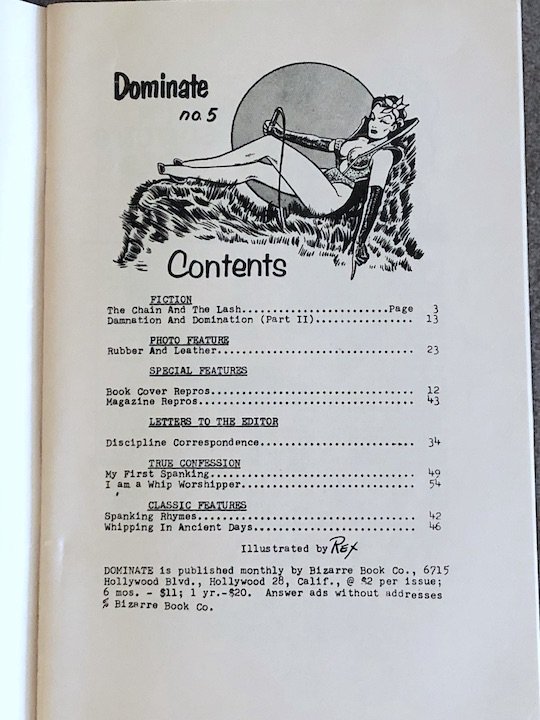 Dominate
no. 5
Contents
FICTION
The Chain And The Lash.........................Page 3
Damnation And Domination (Part II)............... 13
PHOTO FEATURE
Rubber And Leather................................ 23
SPECIAL FEATURES
Book Cover Repros................................. 12
Magazine Repros................................... 43
LETTERS TO THE EDITOR
Discipline Correspondence......................... 34
TRUE CONFESSION
My First Spanking................................. 49
I am a Whip Worshipper............................ 54
CLASSIC FEATURES
Spanking Rhymes................................... 42
Whipping In Ancient Days.......................... 46
Illustrated by Rex
DOMINATE is published monthly by Bizarre Book Co., 6715
Hollywood Blvd., Hollywood 28, Calif., @ $2 per issue;
6 mos. - $11; 1 yr.-$20. Answer ads without addresses
% Bizarre Book Co.